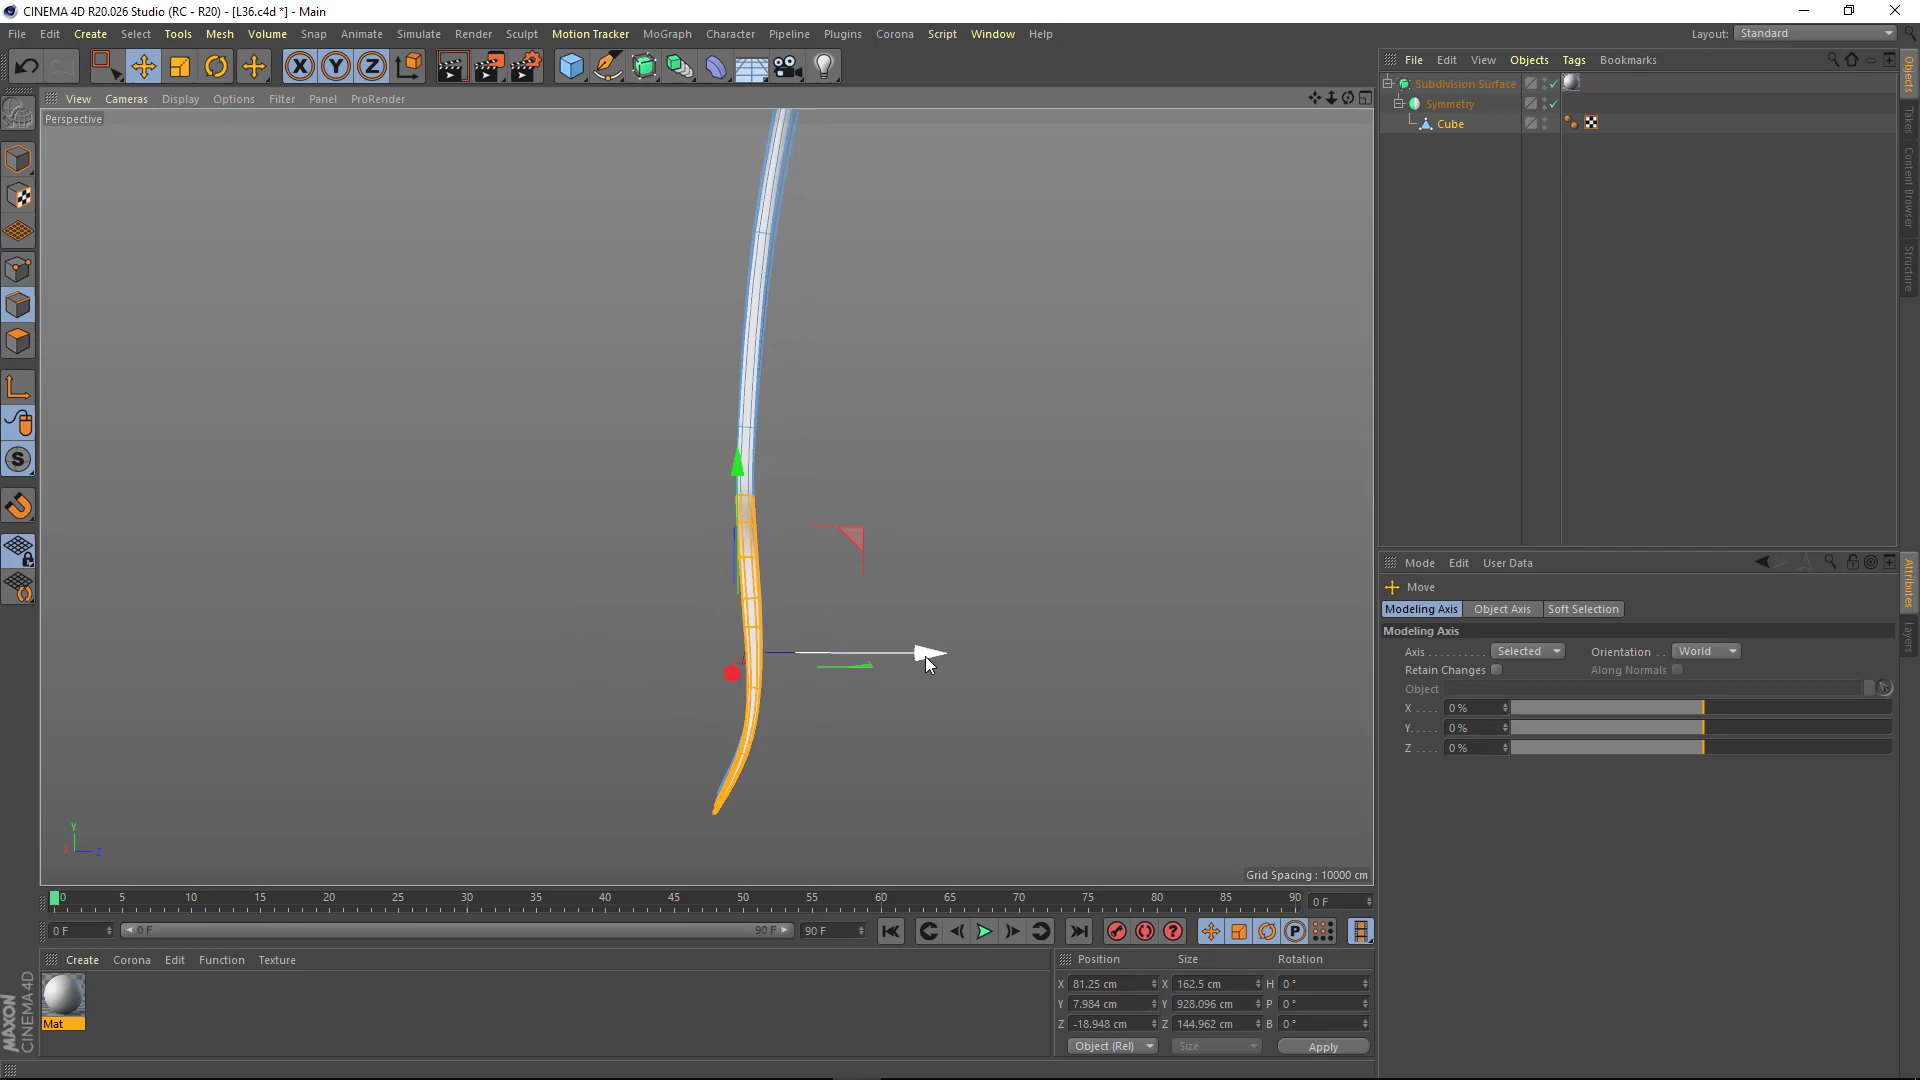 CINEMA 4D R20.026 Studio (RC - R20) - [L36.c4d *] - Main
File Edit Create Select Tools Mesh Volume Snap Animate Simulate Render Sculpt Motion Tracker MoGraph Character Pipeline Plugins Corona Script Window Help Layout: Standard
X Y Z
File Edit View Objects Tags Bookmarks
View Cameras Display Options Filter Panel ProRender
Perspective
Subdivision Surface
Symmetry
Cube
Objects
Takes
Content Browser
Structure
S
Mode Edit User Data
Move
Modeling Axis Object Axis Soft Selection
Modeling Axis
Axis . . . . . . . . . . Selected Orientation . . World
Retain Changes Along Normals
Object
X . . . . 0 %
Y. . . . . 0 %
Z . . . . 0 %
Attributes
Layers
Y
X Z
Grid Spacing : 10000 cm
0 5 10 15 20 25 30 35 40 45 50 55 60 65 70 75 80 85 90 0 F
0 F 0 F 90 F 90 F ? P
Create Corona Edit Function Texture
Mat
MAXON
CINEMA 4D
Position Size Rotation
X 81.25 cm X 162.5 cm H 0 °
Y 7.984 cm Y 928.096 cm P 0 °
Z -18.948 cm Z 144.962 cm B 0 °
Object (Rel) Size Apply